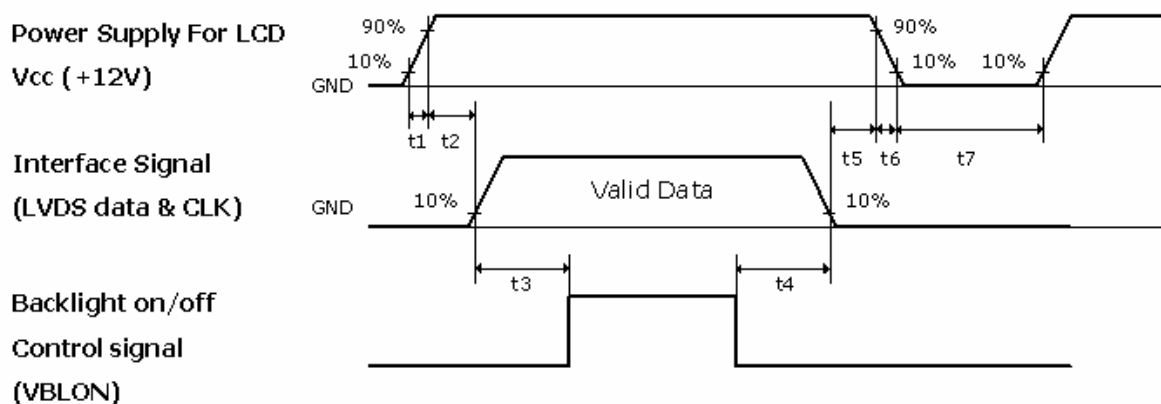 Power Supply For LCD
Vcc (+12V)
90%
10%
GND
90%
10%
10%
t1
t2
t5
t6
t7
Interface Signal
(LVDS data & CLK)
GND
10%
Valid Data
10%
t3
t4
Backlight on/off
Control signal
(VBLON)